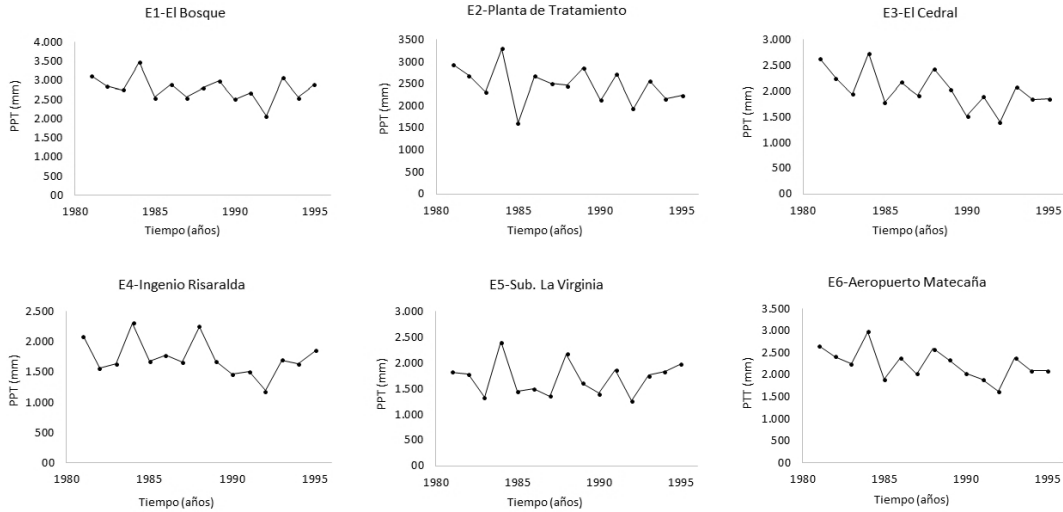 E1-El Bosque
4.000
3.500
3.000
2.500
2.000
1.500
1.000
500
00
PPT (mm)
1980 1985 1990 1995
Tiempo (años)
E2-Planta de Tratamiento
3.500
3000
2500
2000
1500
1000
500
0
PPT (mm)
1980 1985 1990 1995
Tiempo (años)
E3-El Cedral
3.000
2.500
2.000
1.500
1.000
500
00
PPT (mm)
1980 1985 1990 1995
Tiempo (años)
E4-Ingenio Risaralda
2.500
2.000
1.500
1.000
500
00
PPT (mm)
1980 1985 1990 1995
Tiempo (años)
E5-Sub. La Virginia
3.000
2.500
2.000
1.500
1.000
500
00
PPT (mm)
1980 1985 1990 1995
Tiempo (años)
E6-Aeropuerto Matecaña
3.500
3.000
2.500
2.000
1.500
1.000
500
00
PTT (mm)
1980 1985 1990 1995
Tiempo (años)